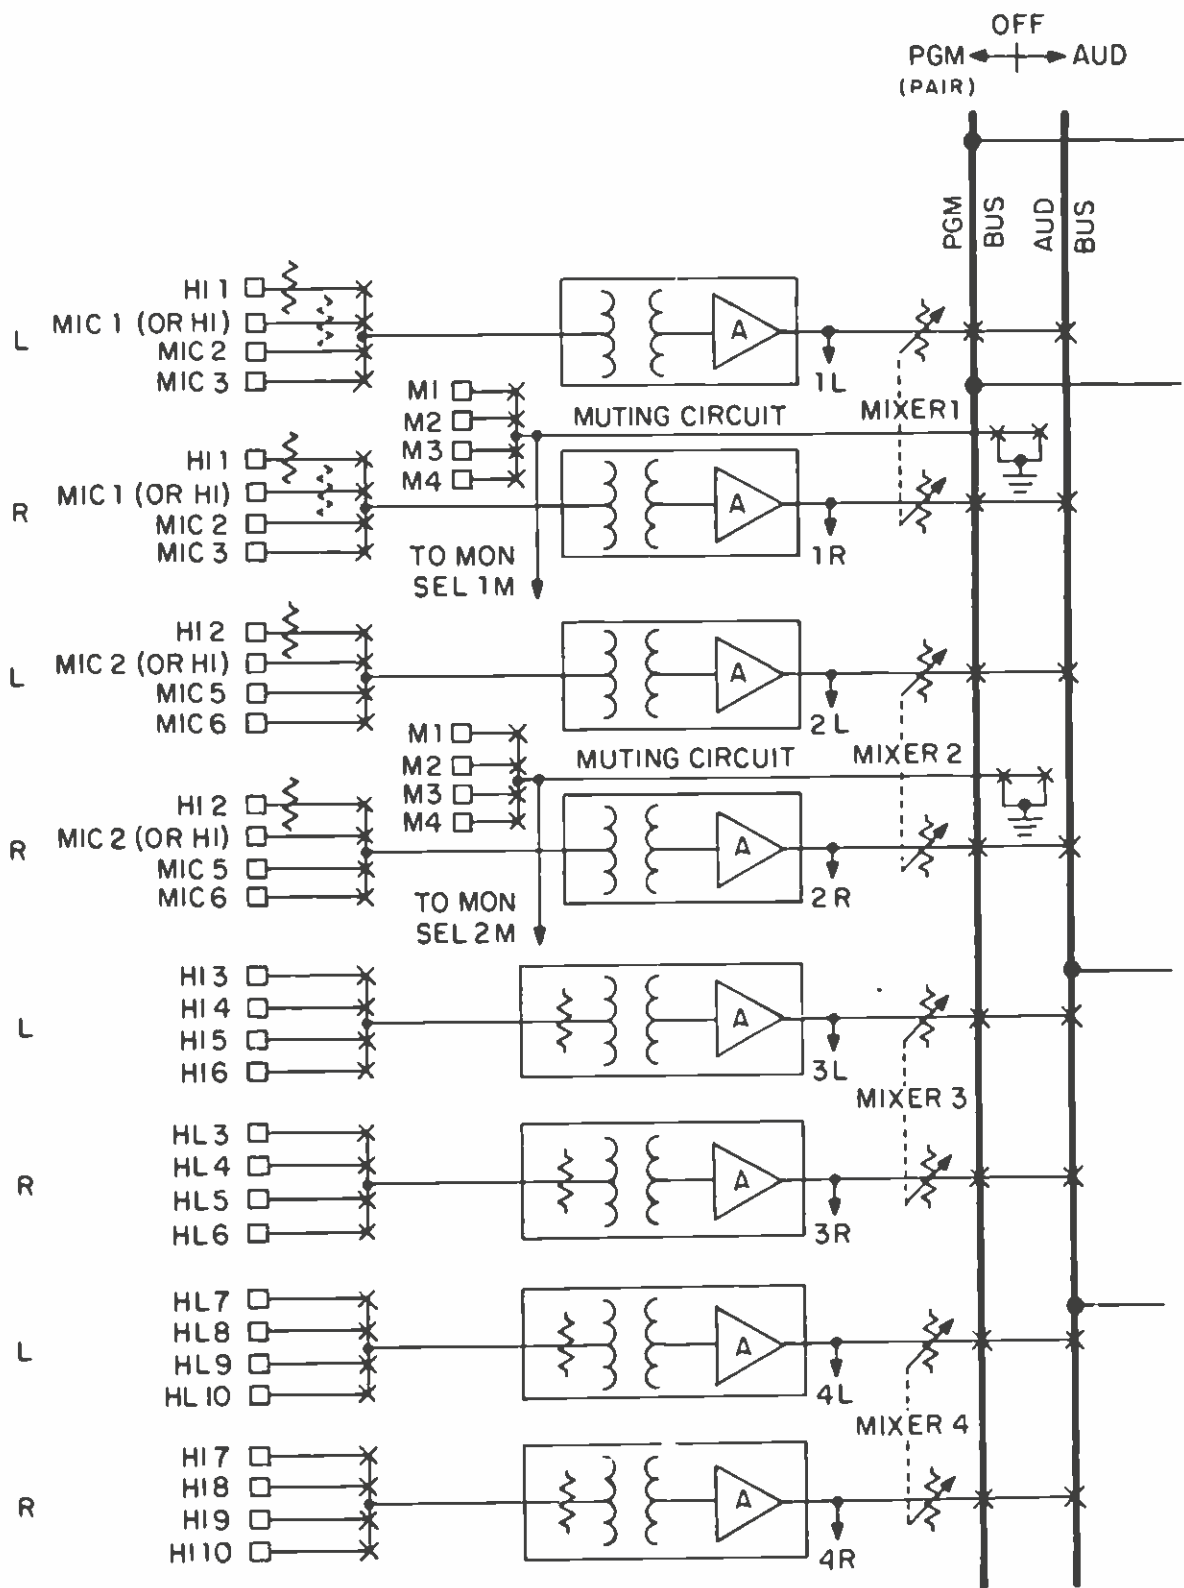 OFF
PGM AUD
(PAIR)
PGM
BUS
AUD
BUS
L
HI 1
MIC 1 (OR HI)
MIC 2
MIC 3
A
1L
MIXER 1
M1
M2
M3
M4
MUTING CIRCUIT
R
HI 1
MIC 1 (OR HI)
MIC 2
MIC 3
A
1R
TO MON
SEL 1M
L
HI 2
MIC 2 (OR HI)
MIC 5
MIC 6
A
2L
MIXER 2
M1
M2
M3
M4
MUTING CIRCUIT
R
HI 2
MIC 2 (OR HI)
MIC 5
MIC 6
A
2R
TO MON
SEL 2M
L
HI 3
HI 4
HI 5
HI 6
A
3L
MIXER 3
R
HL 3
HL 4
HL 5
HL 6
A
3R
L
HL 7
HL 8
HL 9
HL 10
A
4L
MIXER 4
R
HI 7
HI 8
HI 9
HI 10
A
4R